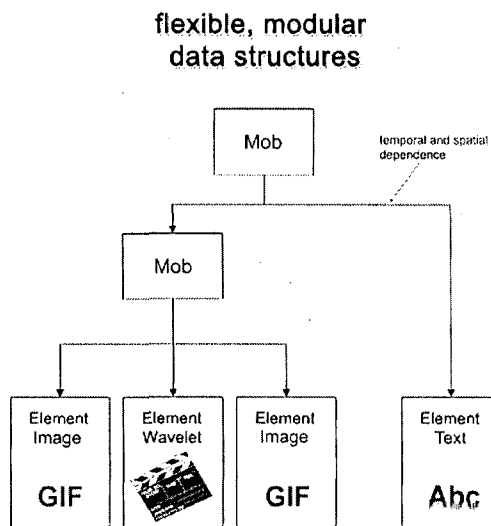 flexible, modular
data structures
Mob
temporal and spatial
dependence
Mob
Element
Image
GIF
Element
Wavelet
Element
Image
GIF
Element
Text
Abc